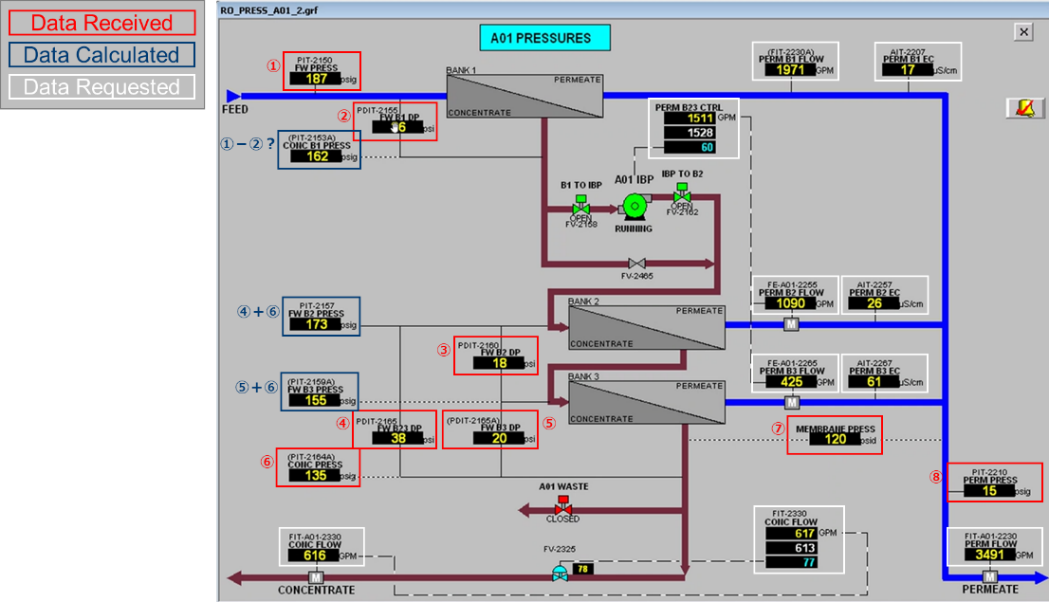 Data Received
Data Calculated
Data Requested
RO_PRESS_A01_2.grf
A01 PRESSURES
① PIT-2150
FW PRESS
187 psig
FEED
② PDIT-2155
FW B1 DP
6 psi
①-②?
(PIT-2153A)
CONC B1 PRESS
162 psig
BANK 1
PERMEATE
CONCENTRATE
(FIT-2230A)
PERM B1 FLOW
1971 GPM
AIT-2207
PERM B1 EC
17 uS/cm
PERM B23 CTRL
1511 GPM
1528
60
B1 TO IBP
OPEN
FV-2158
A01 IBP
RUNNING
IBP TO B2
OPEN
FV-2162
FV-2465
④+⑥
PIT-2157
FW B2 PRESS
173 psig
BANK 2
PERMEATE
CONCENTRATE
FE-A01-2255
PERM B2 FLOW
1090 GPM
AIT-2257
PERM B2 EC
26 uS/cm
M
③ PDIT-2160
FW B2 DP
18 psi
⑤+⑥
(PIT-2159A)
FW B3 PRESS
155 psig
BANK 3
PERMEATE
CONCENTRATE
FE-A01-2265
PERM B3 FLOW
425 GPM
AIT-2267
PERM B3 EC
61 uS/cm
M
④ PDIT-2165
FW B23 DP
38 psi
(PDIT-2165A) ⑤
FW B3 DP
20 psi
⑦ MEMBRANE PRESS
120 psid
⑥ (PIT-2164A)
CONC PRESS
135 psig
⑧ PIT-2210
PERM PRESS
15 psig
A01 WASTE
CLOSED
FIT-2330
CONC FLOW
617 GPM
613
77
FIT-A01-2330
CONC FLOW
616 GPM
M
CONCENTRATE
FV-2325
78
FIT-A01-2230
PERM FLOW
3491 GPM
M
PERMEATE